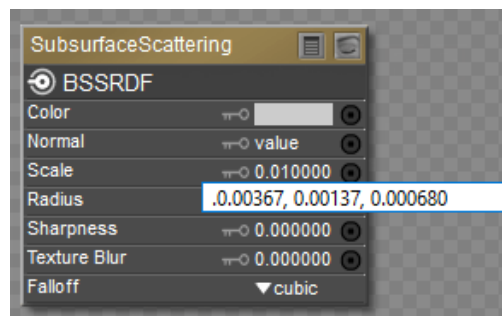 SubsurfaceScattering
BSSRDF
Color
Normal value
Scale 0.010000
Radius .0.00367, 0.00137, 0.000680
Sharpness 0.000000
Texture Blur 0.000000
Falloff cubic